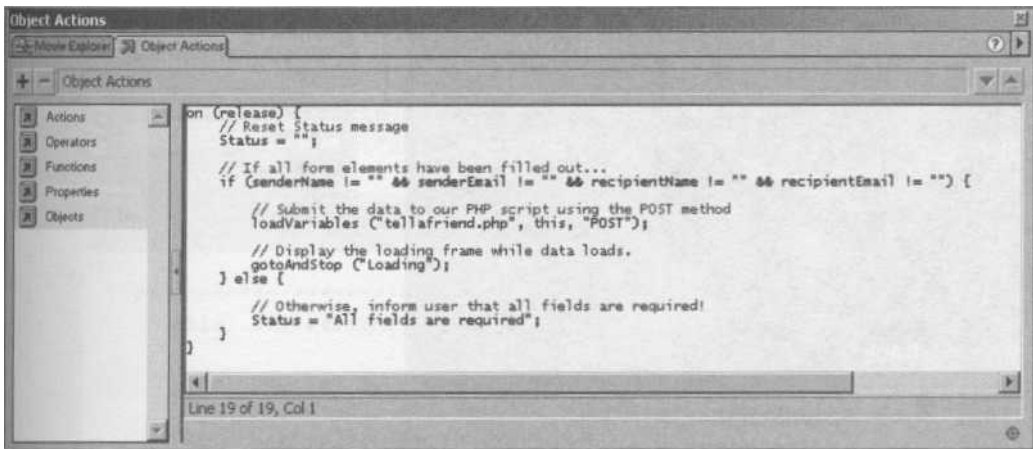 Object Actions
Movie Explorer Object Actions ?
+ - Object Actions
Actions
Operators
Functions
Properties
Objects
on (release) {
    // Reset Status message
    Status = "";

    // If all form elements have been filled out...
    if (senderName != "" && senderEmail != "" && recipientName != "" && recipientEmail != "") {

        // Submit the data to our PHP script using the POST method
        loadVariables ("tellafriend.php", this, "POST");

        // Display the loading frame while data loads.
        gotoAndStop ("Loading");
    } else {

        // Otherwise, inform user that all fields are required!
        Status = "All fields are required";
    }
}
Line 19 of 19, Col 1